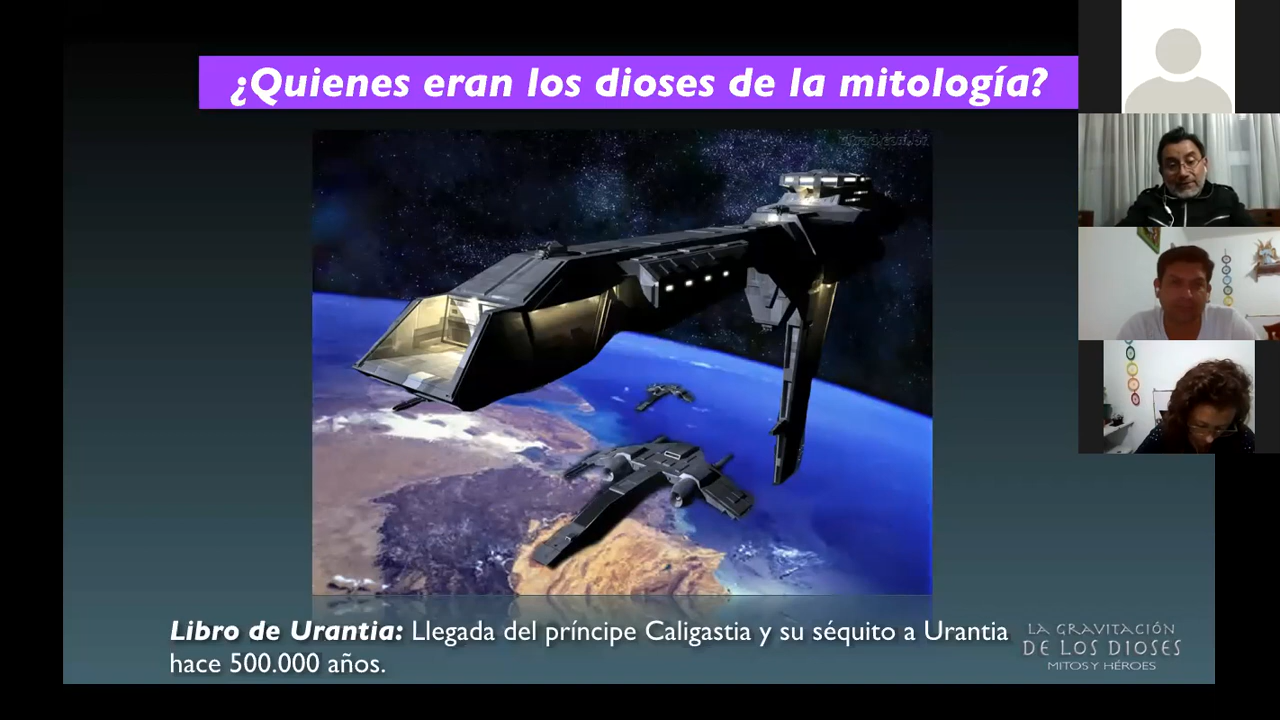 ¿Quienes eran los dioses de la mitología?
Libro de Urantia: Llegada del príncipe Caligastia y su séquito a Urantia
hace 500.000 años.
LA GRAVITACIÓN
DE LOS DIOSES
MITOS Y HÉROES